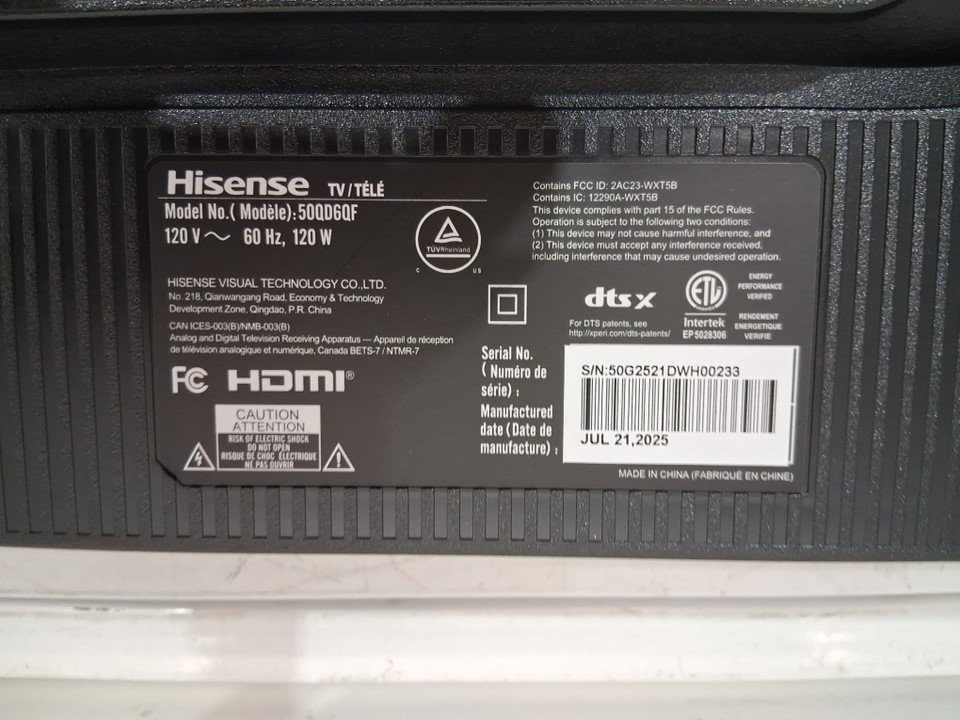 Hisense TV/TÉLÉ
Model No.( Modèle):50QD6QF
120 V ～ 60 Hz, 120 W
TÜVRheinland
C US
HISENSE VISUAL TECHNOLOGY CO.,LTD.
No. 218, Qianwangang Road, Economy & Technology
Development Zone, Qingdao, P.R. China
CAN ICES-003(B)/NMB-003(B)
Analog and Digital Television Receiving Apparatus — Appareil de réception
de télévision analogique et numérique, Canada BETS-7 / NTMR-7
FC HDMI®
CAUTION
ATTENTION
RISK OF ELECTRIC SHOCK
DO NOT OPEN
RISQUE DE CHOC ÉLECTRIQUE
NE PAS OUVRIR
Contains FCC ID: 2AC23-WXT5B
Contains IC: 12290A-WXT5B
This device complies with part 15 of the FCC Rules.
Operation is subject to the following two conditions:
(1) This device may not cause harmful interference, and
(2) This device must accept any interference received,
including interference that may cause undesired operation.
dts X
For DTS patents, see
http://xperi.com/dts-patents/
ETL
Intertek
EPS028306
ENERGY
PERFORMANCE
VERIFIED
RENDEMENT
ENERGETIQUE
VERIFIE
Serial No.
( Numéro de
série) :
Manufactured
date (Date de
manufacture) :
S/N:50G2521DWH00233
JUL 21,2025
MADE IN CHINA (FABRIQUÉ EN CHINE)